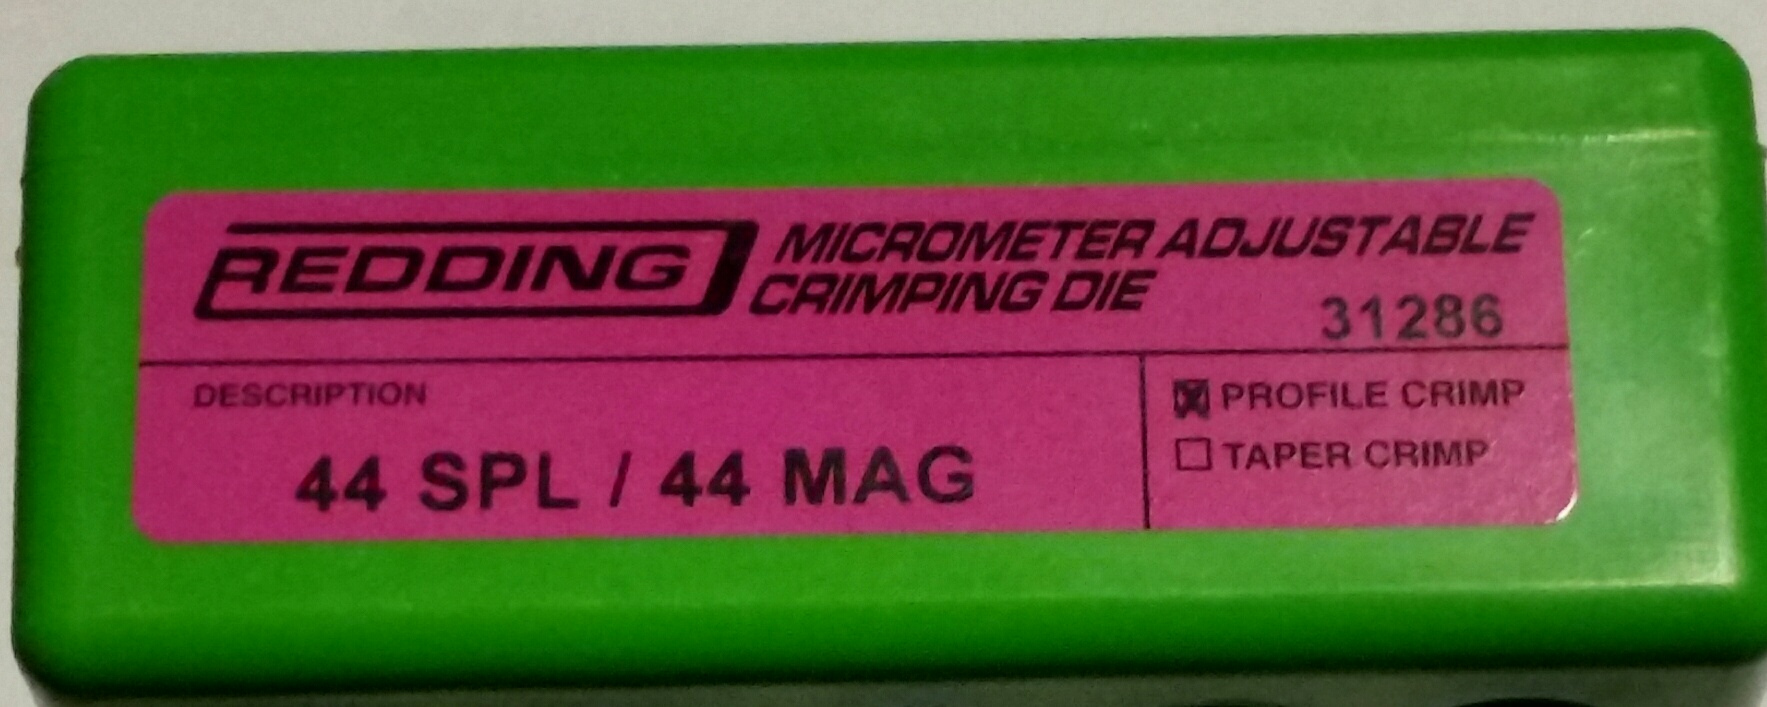 REDDING MICROMETER ADJUSTABLE
CRIMPING DIE
31286
DESCRIPTION
44 SPL / 44 MAG
PROFILE CRIMP
TAPER CRIMP